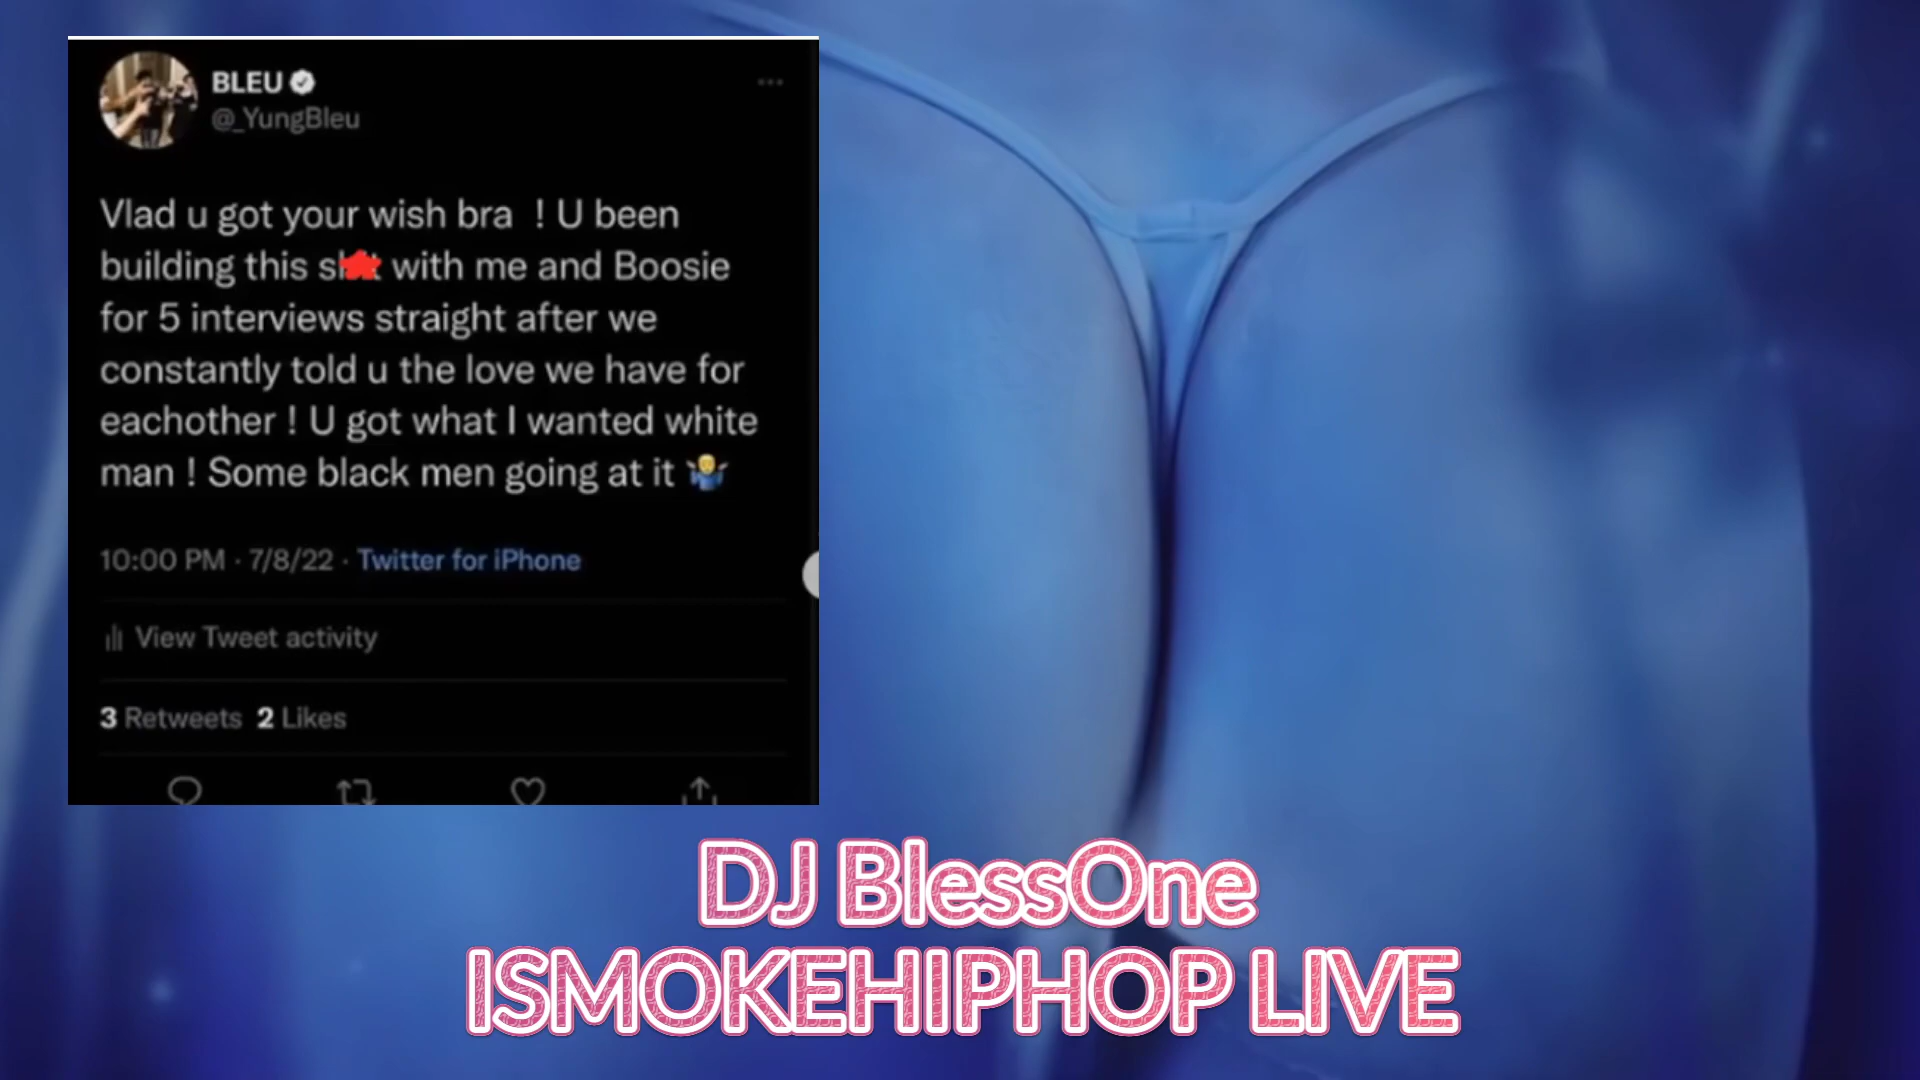 BLEU
@_YungBleu
Vlad u got your wish bra ! U been
building this with me and Boosie
for 5 interviews straight after we
constantly told u the love we have for
eachother ! U got what I wanted white
man ! Some black men going at it 🤷‍♂️
10:00 PM · 7/8/22 · Twitter for iPhone
View Tweet activity
3 Retweets 2 Likes
DJ BlessOne
ISMOKEHIPHOP LIVE